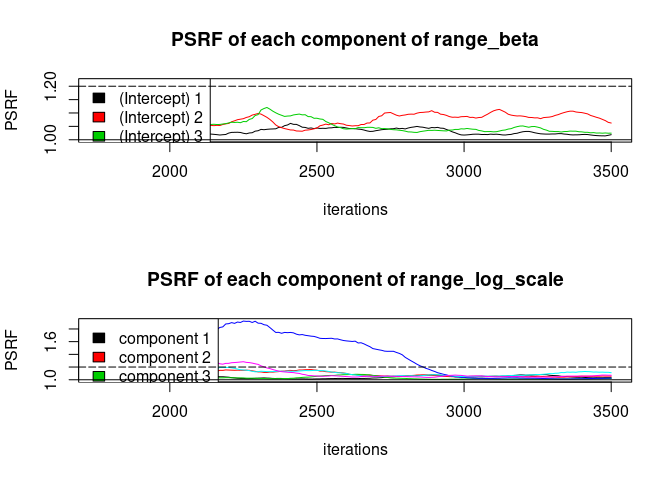 PSRF of each component of range_beta
PSRF
1.20
1.00
(Intercept) 1
(Intercept) 2
(Intercept) 3
2000 2500 3000 3500
iterations
PSRF of each component of range_log_scale
PSRF
1.6
1.0
component 1
component 2
component 3
2000 2500 3000 3500
iterations